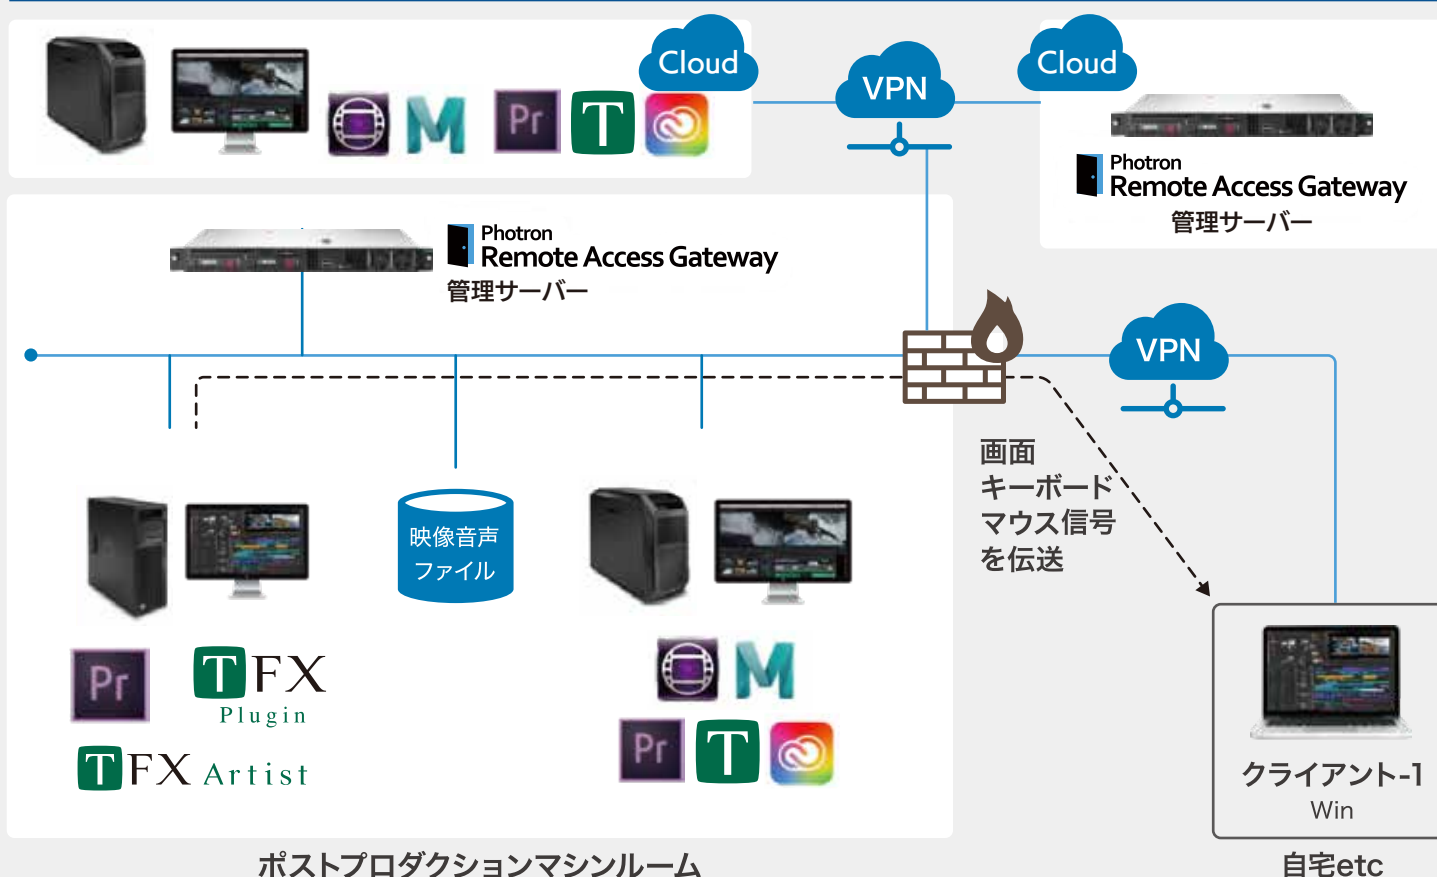 Cloud
VPN
Cloud
Pr
T
Photron
Remote Access Gateway
管理サーバー
Photron
Remote Access Gateway
管理サーバー
VPN
画面
キーボード
マウス信号
を伝送
映像音声
ファイル
Pr
TFX
Plugin
TFX Artist
Pr
T
クライアント-1
Win
ポストプロダクションマシンルーム
自宅etc